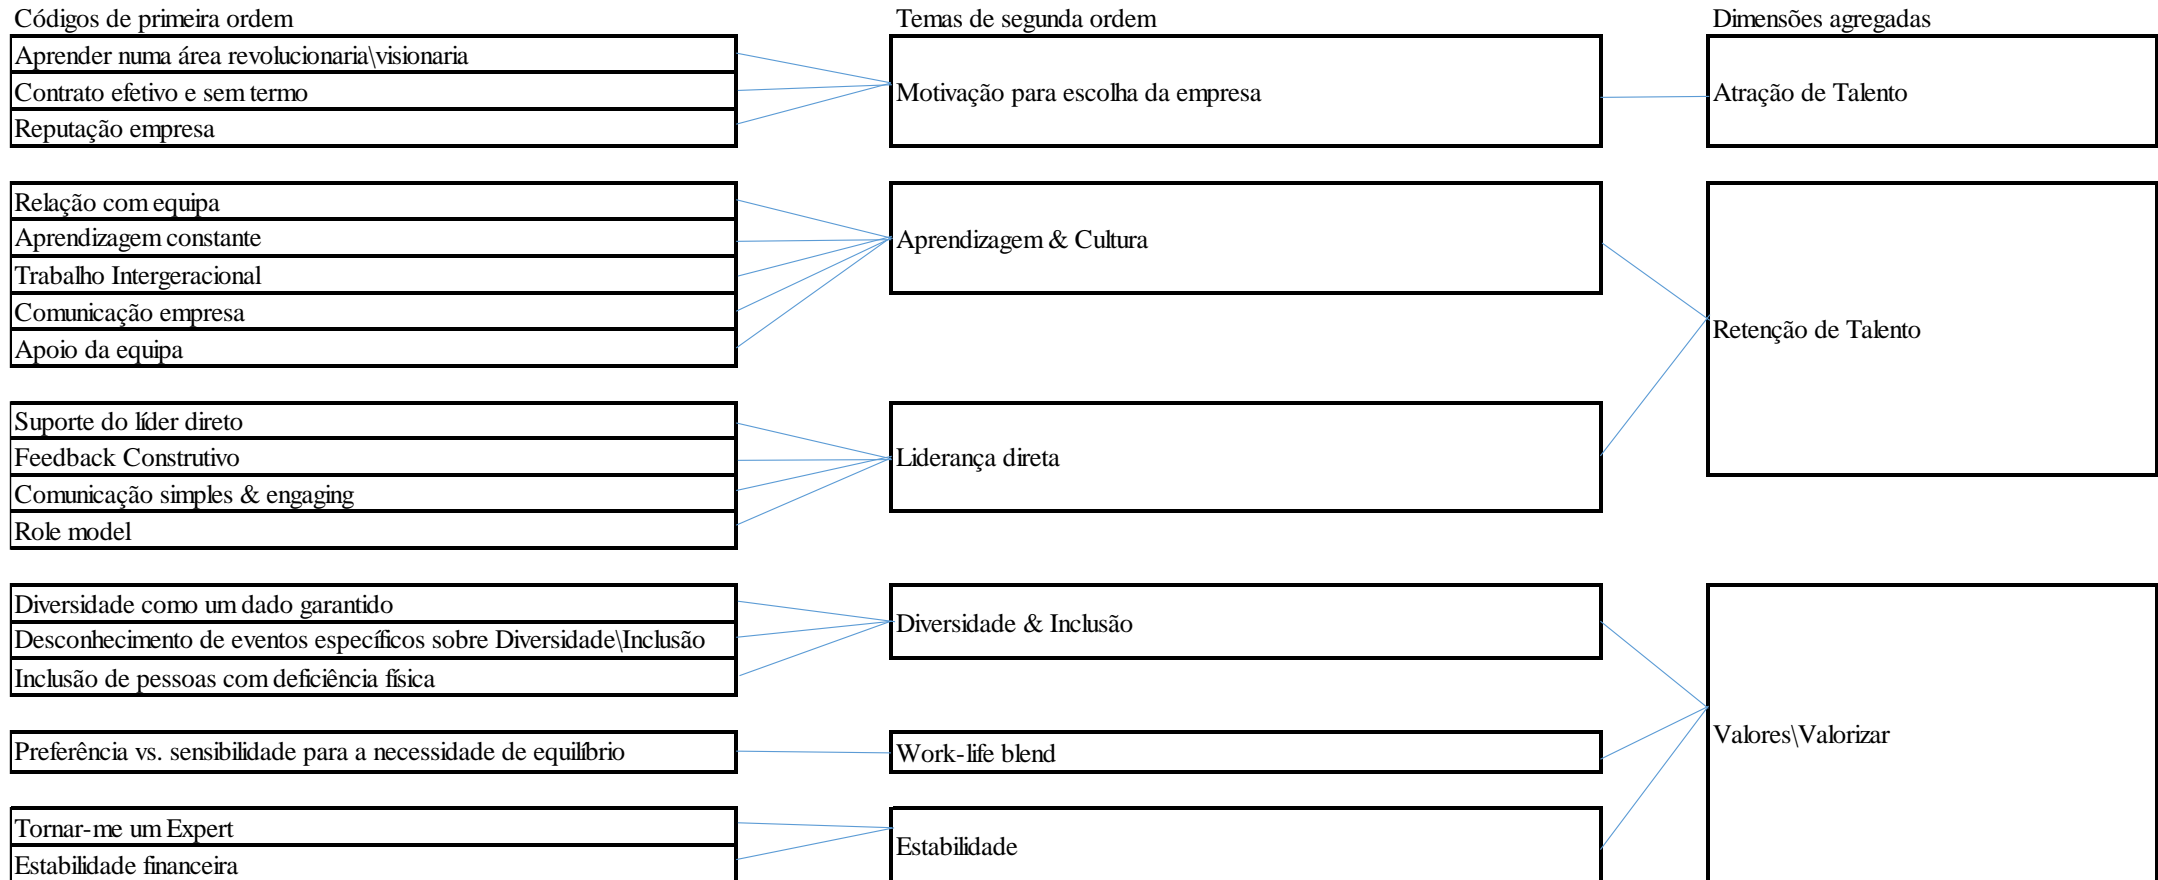 Códigos de primeira ordem
Temas de segunda ordem
Dimensões agregadas
Aprender numa área revolucionaria\visionaria
Contrato efetivo e sem termo
Reputação empresa
Motivação para escolha da empresa
Atração de Talento
Relação com equipa
Aprendizagem constante
Trabalho Intergeracional
Comunicação empresa
Apoio da equipa
Aprendizagem & Cultura
Retenção de Talento
Suporte do líder direto
Feedback Construtivo
Comunicação simples & engaging
Role model
Liderança direta
Diversidade como um dado garantido
Desconhecimento de eventos específicos sobre Diversidade\Inclusão
Inclusão de pessoas com deficiência física
Diversidade & Inclusão
Valores\Valorizar
Preferência vs. sensibilidade para a necessidade de equilíbrio
Work-life blend
Tornar-me um Expert
Estabilidade financeira
Estabilidade